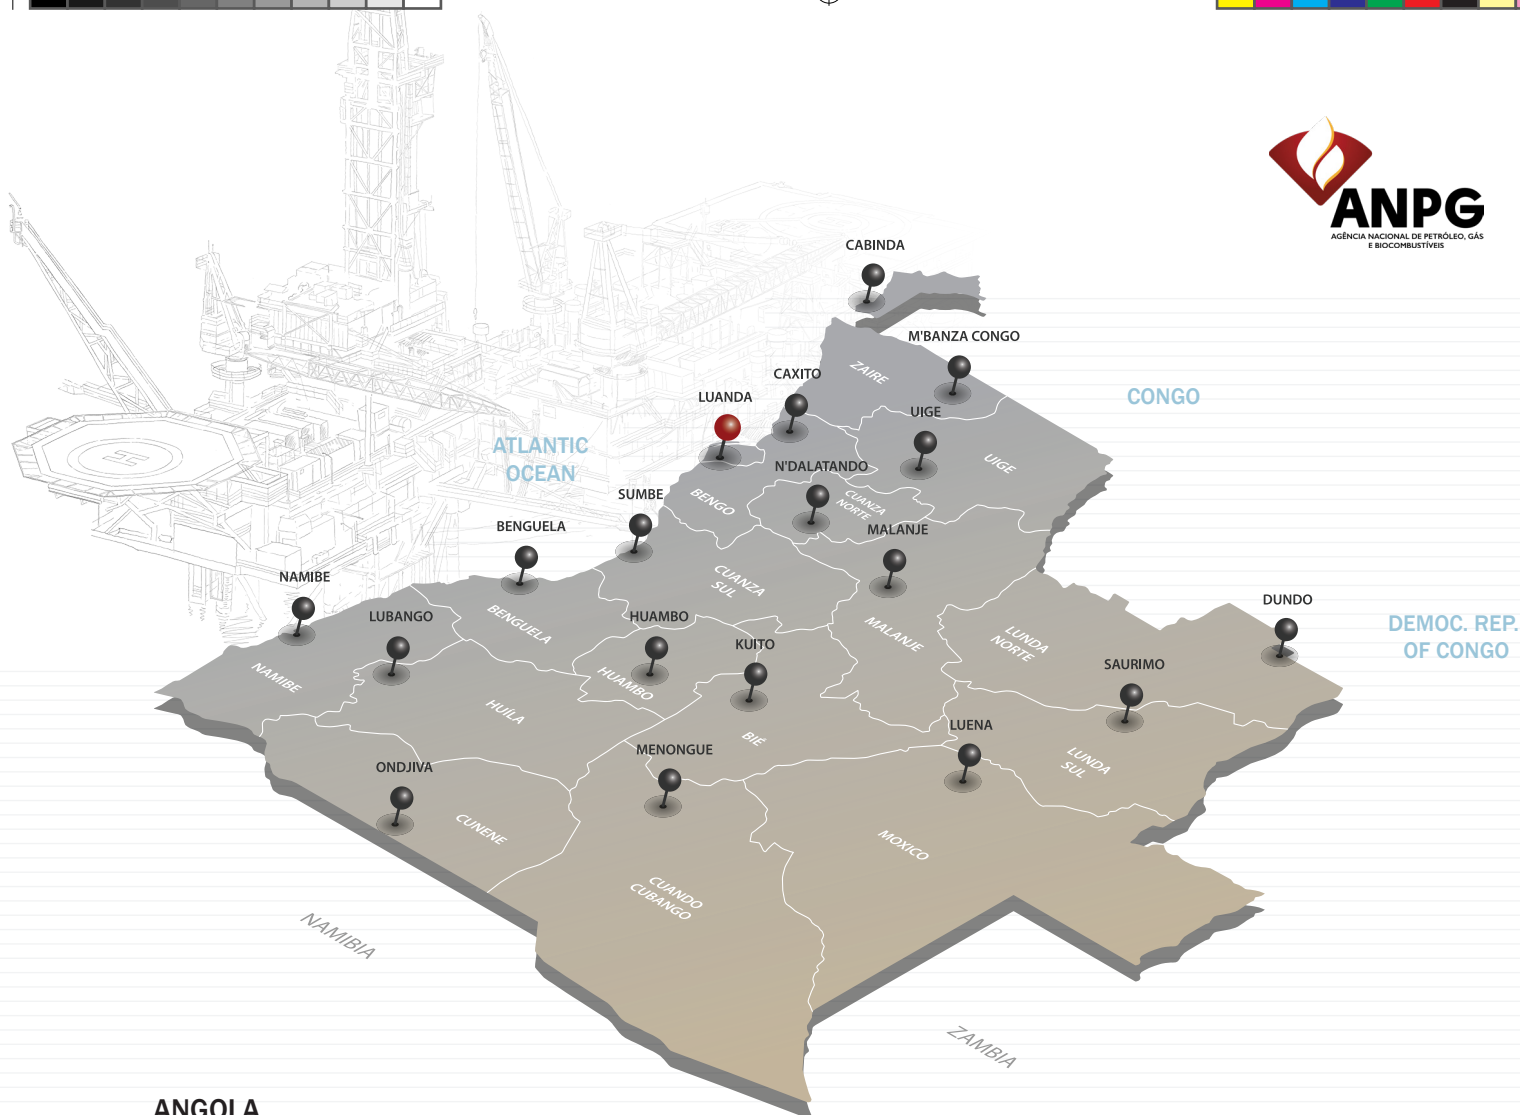 ANPG
AGÊNCIA NACIONAL DE PETRÓLEO, GÁS
E BIOCOMBUSTÍVEIS
CABINDA
M'BANZA CONGO
ZAIRE
CAXITO
CONGO
LUANDA
UIGE
ATLANTIC
OCEAN
UIGE
N'DALATANDO
SUMBE
BENGO
CUANZA
NORTE
BENGUELA
MALANJE
NAMIBE
CUANZA
SUL
DUNDO
LUBANGO
BENGUELA
HUAMBO
DEMOC. REP.
OF CONGO
MALANJE
LUNDA
NORTE
KUITO
SAURIMO
NAMIBE
HUAMBO
HUÍLA
LUENA
BIÉ
MENONGUE
LUNDA
SUL
ONDJIVA
CUNENE
MOXICO
CUANDO
CUBANGO
NAMIBIA
ZAMBIA
ANGOLA